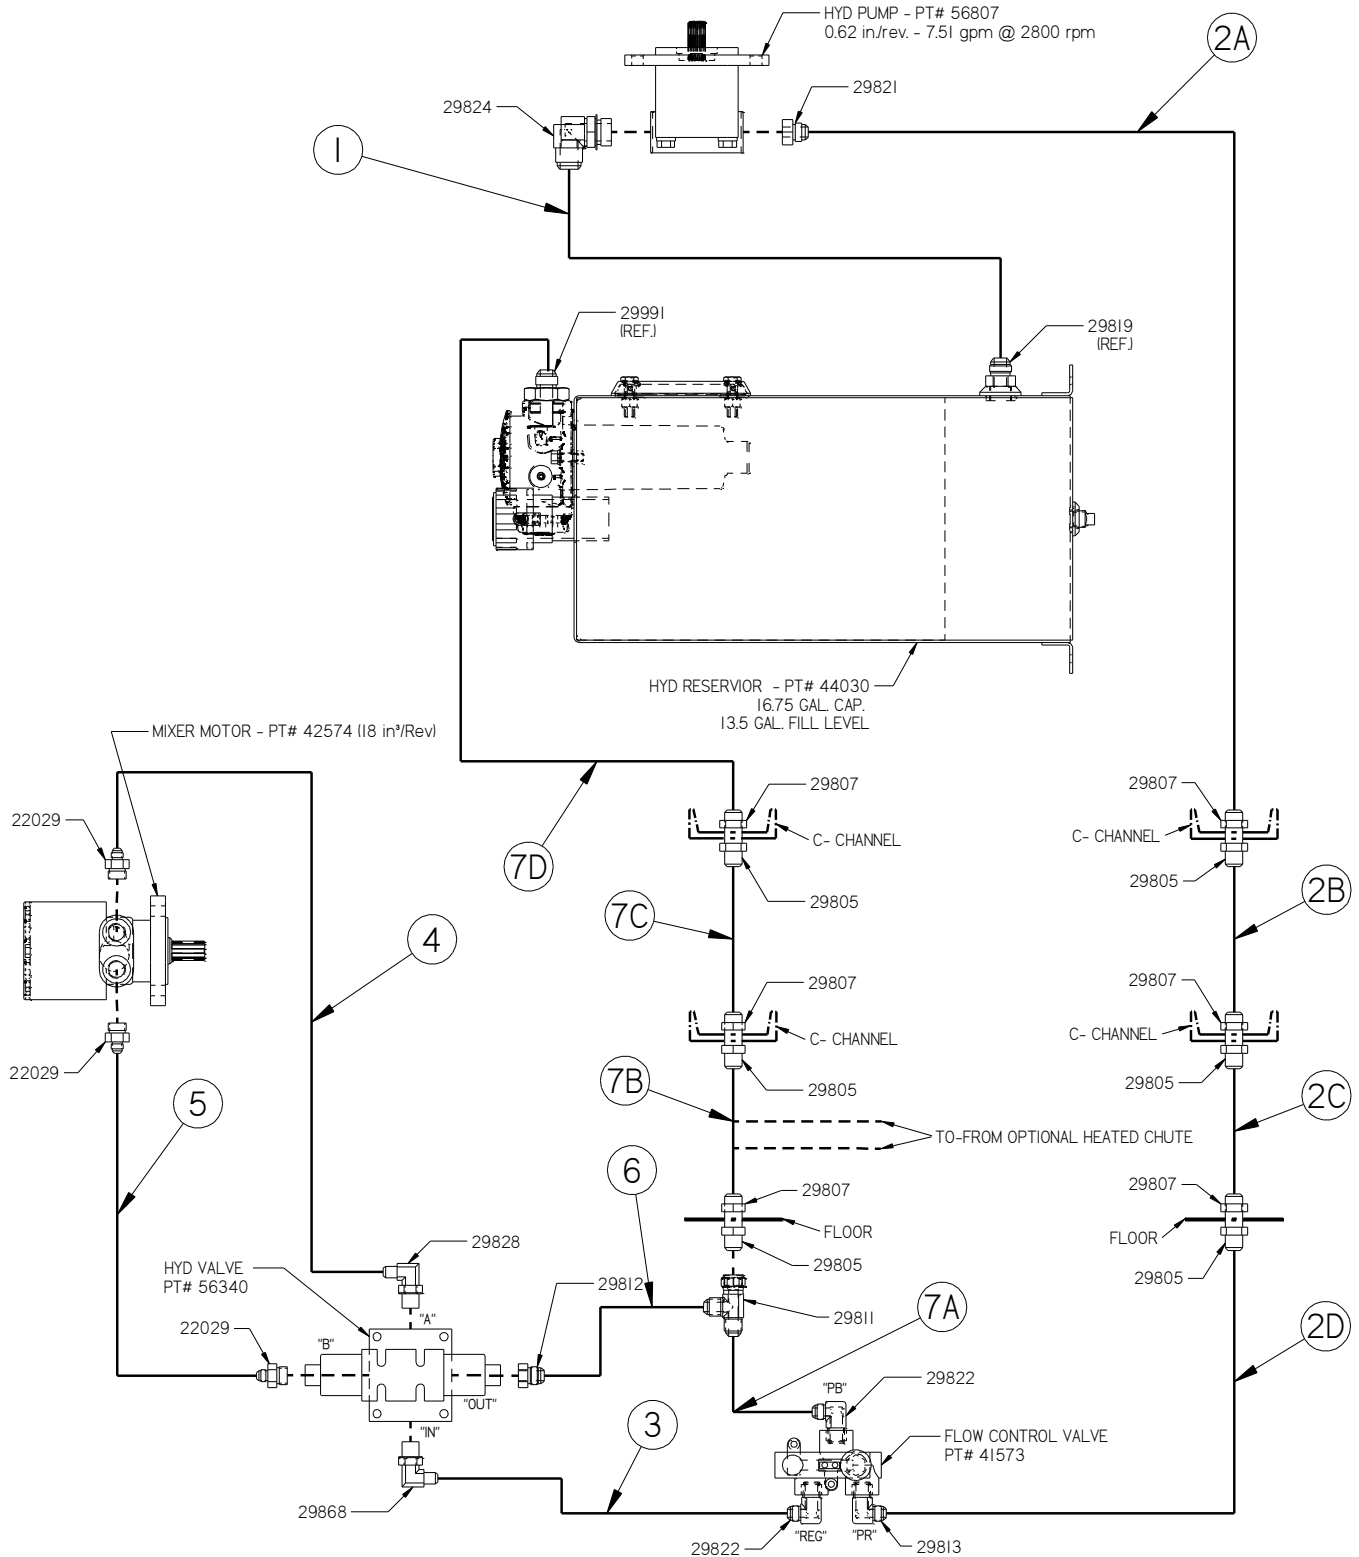 HYD PUMP - PT# 56807
0.62 in./rev. - 7.51 gpm @ 2800 rpm
2A
29821
29824
1
29991
(REF.)
29819
(REF.)
HYD RESERVIOR - PT# 44030
16.75 GAL. CAP.
13.5 GAL. FILL LEVEL
MIXER MOTOR - PT# 42574 (18 in³/Rev)
29807
29807
22029
C- CHANNEL
C- CHANNEL
7D
29805
29805
2B
7C
4
29807
29807
C- CHANNEL
C- CHANNEL
22029
29805
29805
7B
5
2C
TO-FROM OPTIONAL HEATED CHUTE
6
29807
29807
FLOOR
FLOOR
29828
HYD VALVE
PT# 56340
29812
29805
29805
29811
7A
"A"
22029
"B"
2D
"OUT"
"PB"
29822
"IN"
3
FLOW CONTROL VALVE
PT# 41573
29868
"REG"
"PR"
29822
29813